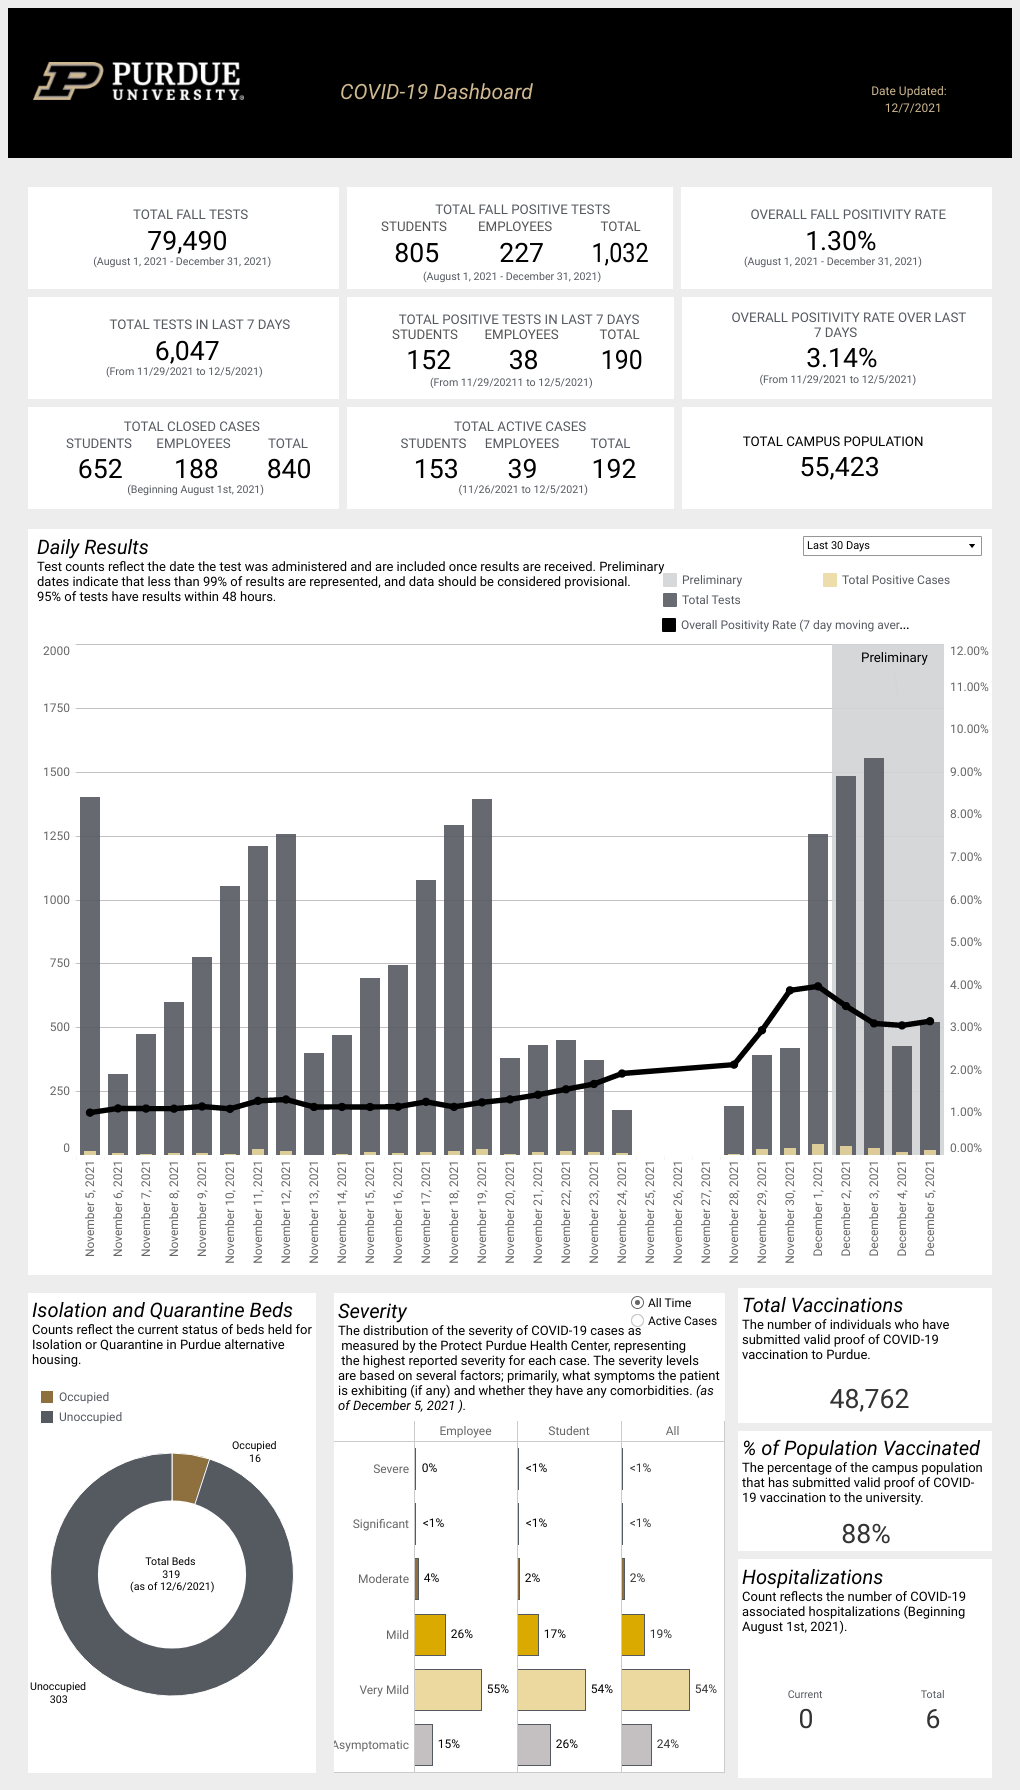 PURDUE
UNIVERSITY®
COVID-19 Dashboard
Date Updated:
12/7/2021
TOTAL FALL TESTS
79,490
(August 1, 2021 - December 31, 2021)
TOTAL FALL POSITIVE TESTS
STUDENTS EMPLOYEES TOTAL
805 227 1,032
(August 1, 2021 - December 31, 2021)
OVERALL FALL POSITIVITY RATE
1.30%
(August 1, 2021 - December 31, 2021)
TOTAL TESTS IN LAST 7 DAYS
6,047
(From 11/29/2021 to 12/5/2021)
TOTAL POSITIVE TESTS IN LAST 7 DAYS
STUDENTS EMPLOYEES TOTAL
152 38 190
(From 11/29/20211 to 12/5/2021)
OVERALL POSITIVITY RATE OVER LAST
7 DAYS
3.14%
(From 11/29/2021 to 12/5/2021)
TOTAL CLOSED CASES
STUDENTS EMPLOYEES TOTAL
652 188 840
(Beginning August 1st, 2021)
TOTAL ACTIVE CASES
STUDENTS EMPLOYEES TOTAL
153 39 192
(11/26/2021 to 12/5/2021)
TOTAL CAMPUS POPULATION
55,423
Daily Results
Test counts reflect the date the test was administered and are included once results are received. Preliminary
dates indicate that less than 99% of results are represented, and data should be considered provisional.
95% of tests have results within 48 hours.
Last 30 Days
Preliminary
Total Positive Cases
Total Tests
Overall Positivity Rate (7 day moving aver...
Preliminary
2000
1750
1500
1250
1000
750
500
250
0
12.00%
11.00%
10.00%
9.00%
8.00%
7.00%
6.00%
5.00%
4.00%
3.00%
2.00%
1.00%
0.00%
November 5, 2021
November 6, 2021
November 7, 2021
November 8, 2021
November 9, 2021
November 10, 2021
November 11, 2021
November 12, 2021
November 13, 2021
November 14, 2021
November 15, 2021
November 16, 2021
November 17, 2021
November 18, 2021
November 19, 2021
November 20, 2021
November 21, 2021
November 22, 2021
November 23, 2021
November 24, 2021
November 25, 2021
November 26, 2021
November 27, 2021
November 28, 2021
November 29, 2021
November 30, 2021
December 1, 2021
December 2, 2021
December 3, 2021
December 4, 2021
December 5, 2021
Isolation and Quarantine Beds
Counts reflect the current status of beds held for
Isolation or Quarantine in Purdue alternative
housing.
Occupied
Unoccupied
Occupied
16
Total Beds
319
(as of 12/6/2021)
Unoccupied
303
Severity
All Time
Active Cases
The distribution of the severity of COVID-19 cases as
measured by the Protect Purdue Health Center, representing
the highest reported severity for each case. The severity levels
are based on several factors; primarily, what symptoms the patient
is exhibiting (if any) and whether they have any comorbidities. (as
of December 5, 2021 ).
Employee Student All
Severe 0% <1% <1%
Significant <1% <1% <1%
Moderate 4% 2% 2%
Mild 26% 17% 19%
Very Mild 55% 54% 54%
Asymptomatic 15% 26% 24%
Total Vaccinations
The number of individuals who have
submitted valid proof of COVID-19
vaccination to Purdue.
48,762
% of Population Vaccinated
The percentage of the campus population
that has submitted valid proof of COVID-
19 vaccination to the university.
88%
Hospitalizations
Count reflects the number of COVID-19
associated hospitalizations (Beginning
August 1st, 2021).
Current Total
0 6